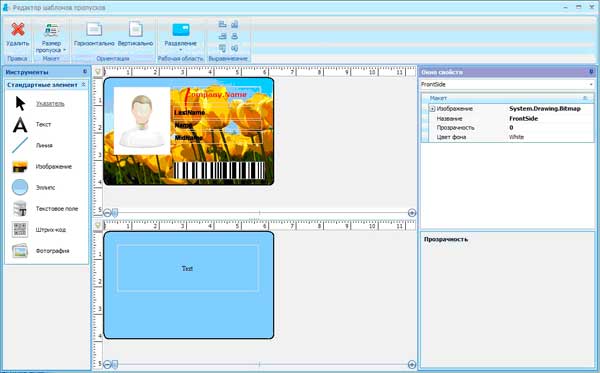 Редактор шаблонов пропусков
Удалить
Размер пропуска
Горизонтально
Вертикально
Разделение
Правка
Макет
Ориентация
Рабочая область
Выравнивание
Инструменты
Стандартные элемент
Указатель
Текст
Линия
Изображение
Эллипс
Текстовое поле
Штрих-код
Фотография
1 2 3 4 5 6 7 8 9 10 11
1
2
3
4
5
Company.Name
LastName
Name
MidName
1 2 3 4 5 6 7 8 9 10 11
1
2
3
4
5
Text
Окно свойств
FrontSide
Макет
Изображение System.Drawing.Bitmap
Название FrontSide
Прозрачность 0
Цвет фона White
Прозрачность